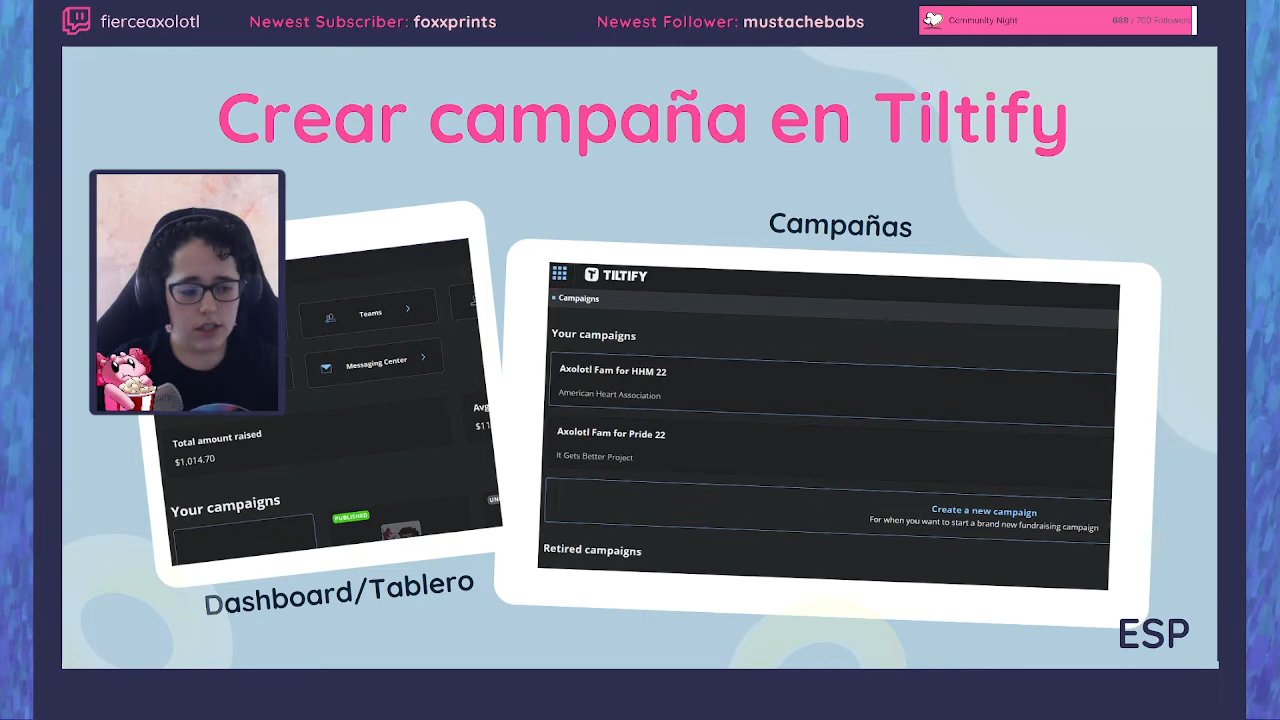 fierceaxolotl
Newest Subscriber: foxxprints
Newest Follower: mustachebabs
Community Night
688 / 700 Followers
Crear campaña en Tiltify
Teams
Messaging Center
Total amount raised
$1,014.70
Your campaigns
PUBLISHED
Dashboard/Tablero
Campañas
TILTIFY
Campaigns
Your campaigns
Axolotl Fam for HHM 22
American Heart Association
Axolotl Fam for Pride 22
It Gets Better Project
Create a new campaign
For when you want to start a brand new fundraising campaign
Retired campaigns
ESP